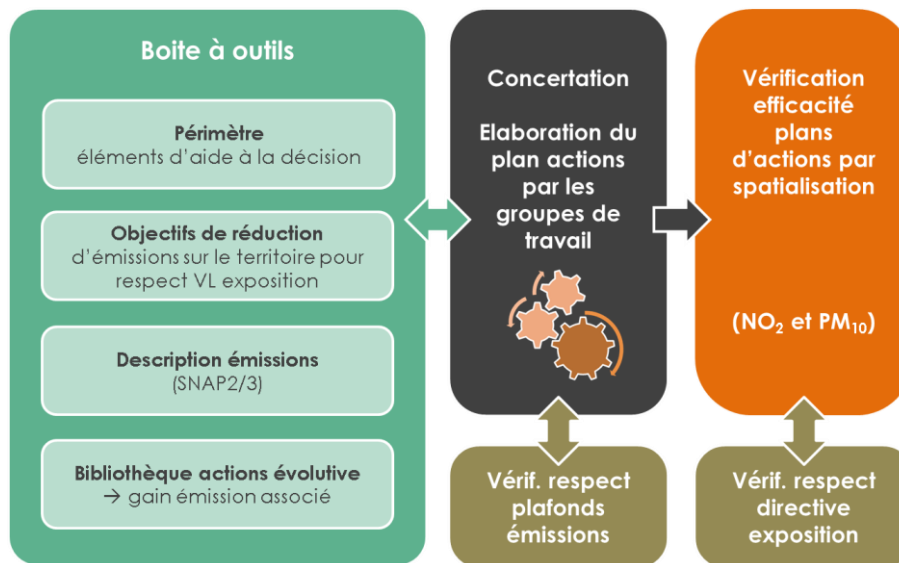 Boite à outils
Périmètre
éléments d'aide à la décision
Objectifs de réduction
d'émissions sur le territoire pour
respect VL exposition
Description émissions
(SNAP2/3)
Bibliothèque actions évolutive
→ gain émission associé
Concertation
Elaboration du
plan actions
par les
groupes de
travail
Vérif. respect
plafonds
émissions
Vérification
efficacité
plans
d'actions par
spatialisation
(NO₂ et PM₁₀)
Vérif. respect
directive
exposition